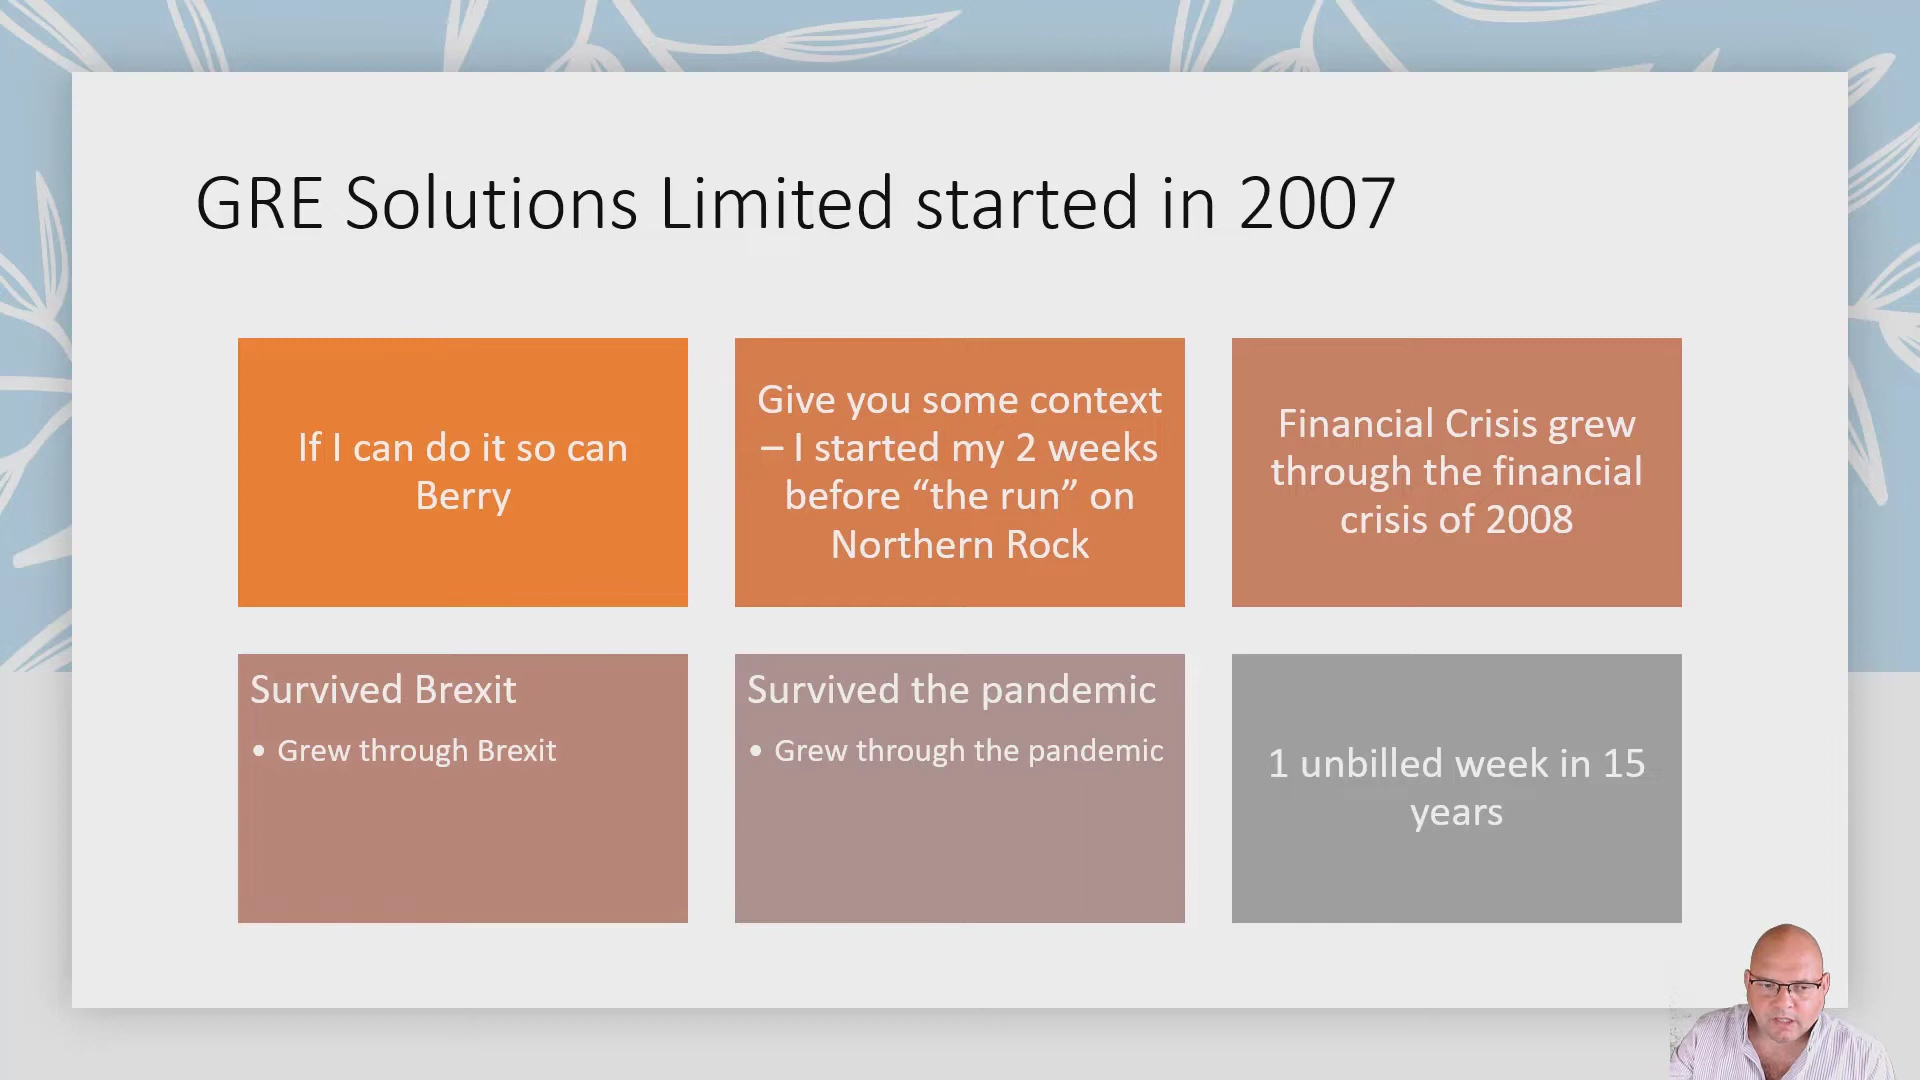 GRE Solutions Limited started in 2007
If I can do it so can
Berry
Give you some context
– I started my 2 weeks
before “the run” on
Northern Rock
Financial Crisis grew
through the financial
crisis of 2008
Survived Brexit
• Grew through Brexit
Survived the pandemic
• Grew through the pandemic
1 unbilled week in 15
years